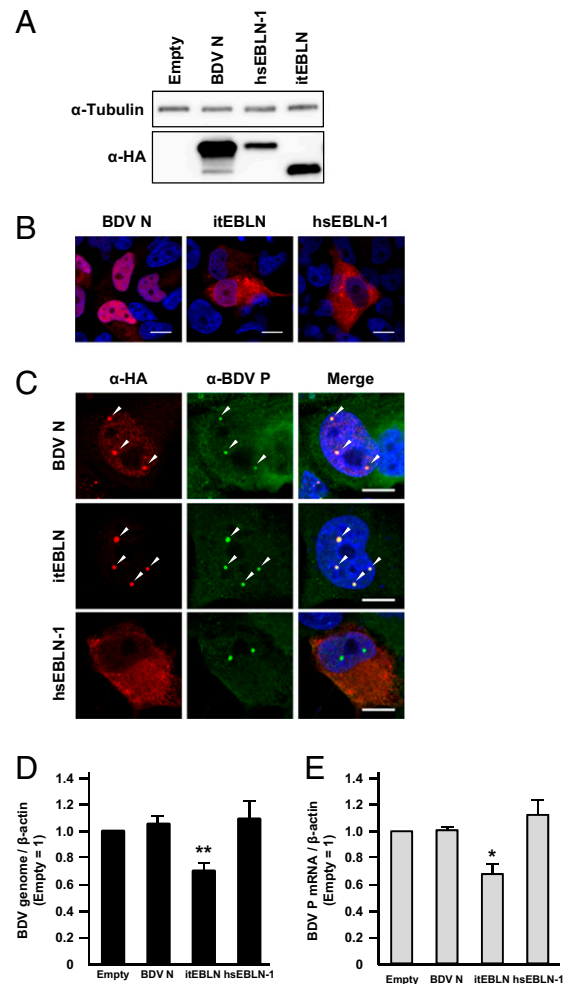 A
Empty
BDV N
hsEBLN-1
itEBLN
α-Tubulin
α-HA
B
BDV N itEBLN hsEBLN-1
C
α-HA α-BDV P Merge
BDV N
itEBLN
hsEBLN-1
D
BDV genome / β-actin
(Empty = 1)
1.4
1.2
1.0
0.8
0.6
0.4
0.2
0
**
Empty BDV N itEBLN hsEBLN-1
E
BDV P mRNA / β-actin
(Empty = 1)
1.4
1.2
1.0
0.8
0.6
0.4
0.2
0
*
Empty BDV N itEBLN hsEBLN-1